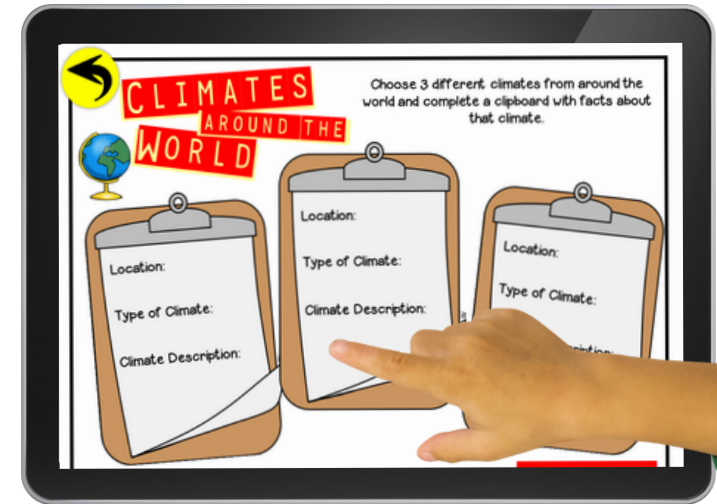 CLIMATES
AROUND THE
WORLD
Choose 3 different climates from around the
world and complete a clipboard with facts about
that climate.
Location:
Type of Climate:
Climate Description:
Location:
Type of Climate:
Climate Description:
Location:
Type of Climate: